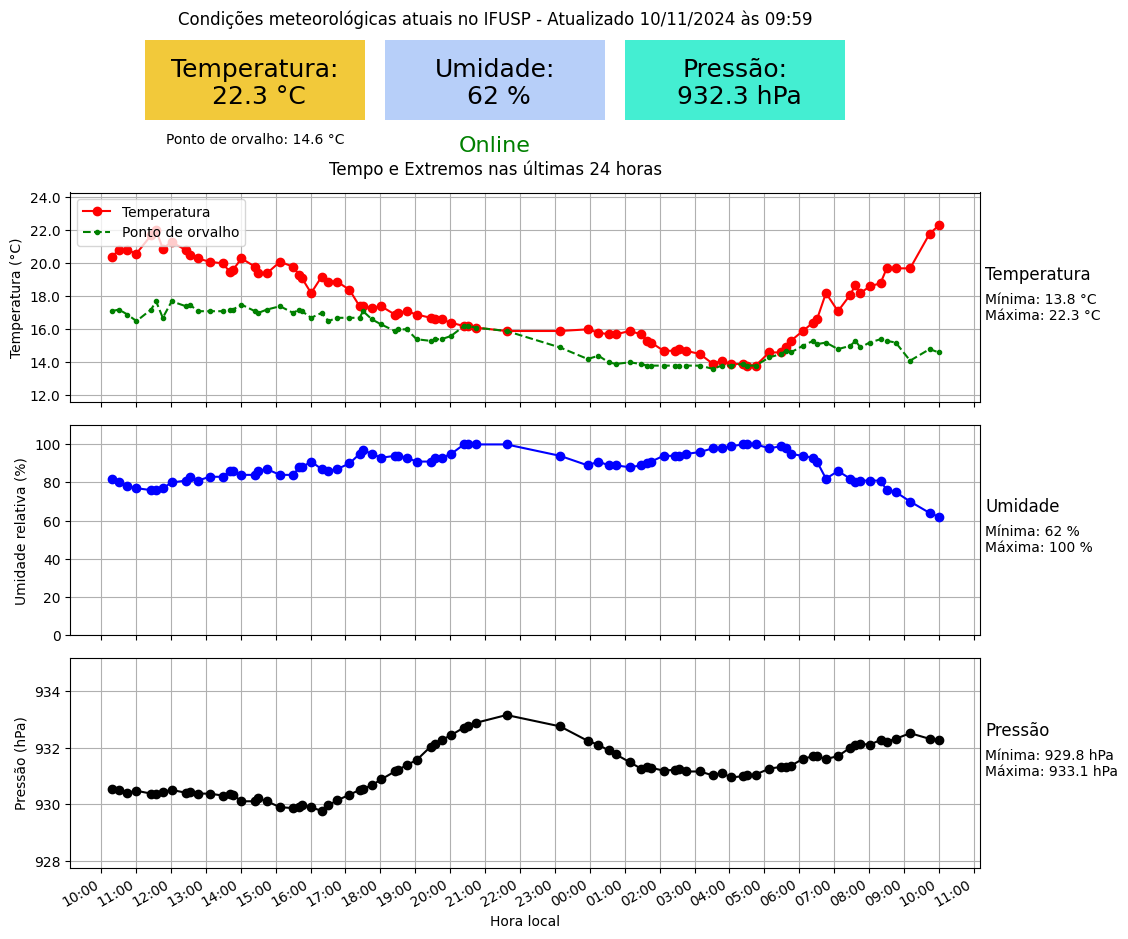 Condições meteorológicas atuais no IFUSP - Atualizado 10/11/2024 às 09:59
Temperatura:
22.3 °C
Umidade:
62 %
Pressão:
932.3 hPa
Ponto de orvalho: 14.6 °C
Online
Tempo e Extremos nas últimas 24 horas
Temperatura (°C)
24.0
22.0
20.0
18.0
16.0
14.0
12.0
Temperatura
Ponto de orvalho
Temperatura
Mínima: 13.8 °C
Máxima: 22.3 °C
Umidade relativa (%)
100
80
60
40
20
0
Umidade
Mínima: 62 %
Máxima: 100 %
Pressão (hPa)
934
932
930
928
Pressão
Mínima: 929.8 hPa
Máxima: 933.1 hPa
10:00 11:00 12:00 13:00 14:00 15:00 16:00 17:00 18:00 19:00 20:00 21:00 22:00 23:00 00:00 01:00 02:00 03:00 04:00 05:00 06:00 07:00 08:00 09:00 10:00 11:00
Hora local